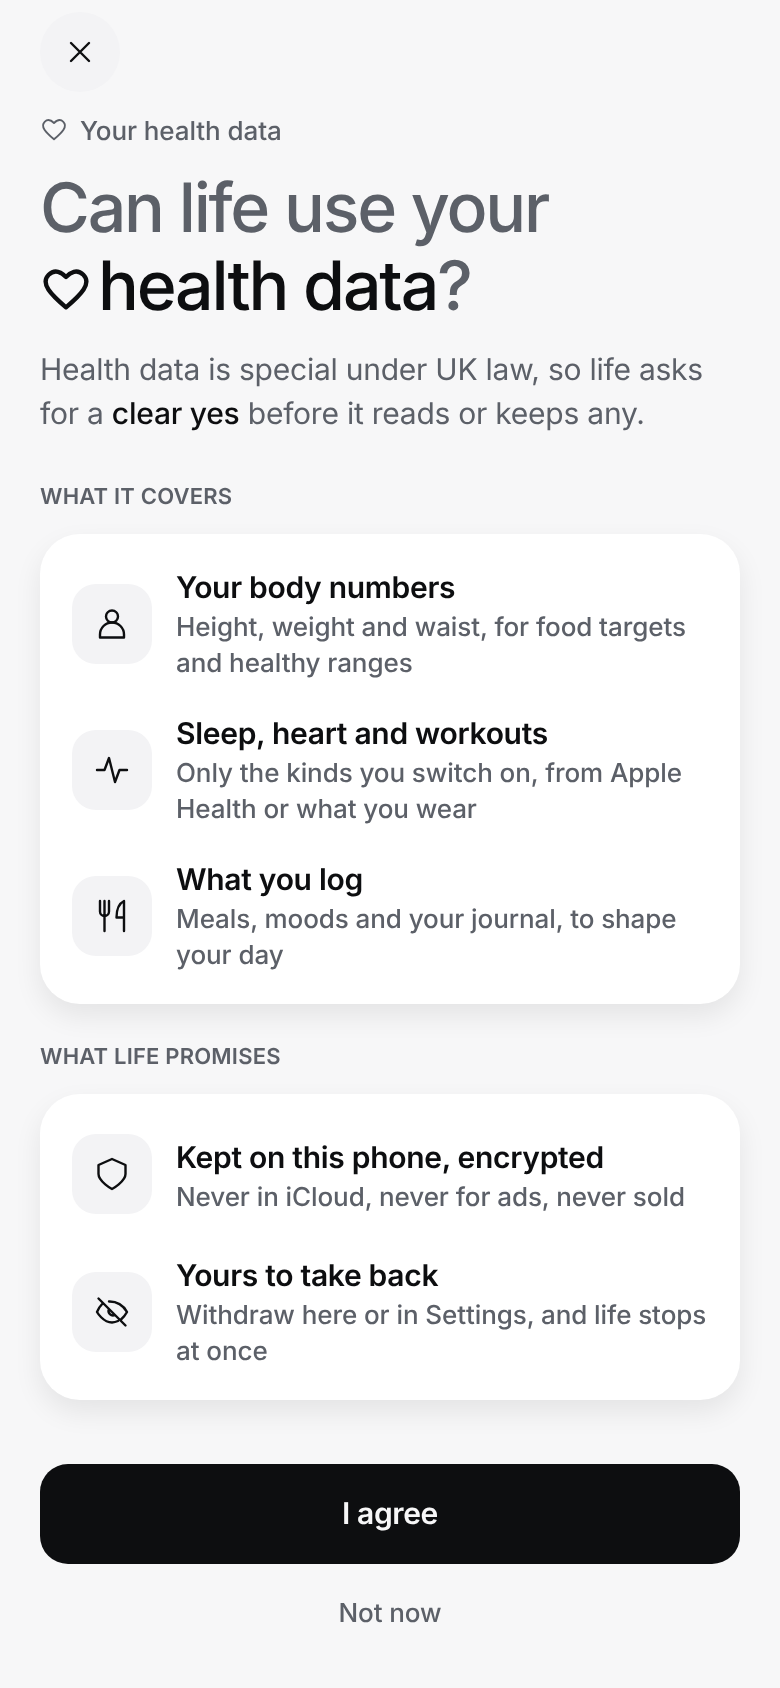 Your health data
Can life use your
health data?
Health data is special under UK law, so life asks
for a clear yes before it reads or keeps any.
WHAT IT COVERS
Your body numbers
Height, weight and waist, for food targets
and healthy ranges
Sleep, heart and workouts
Only the kinds you switch on, from Apple
Health or what you wear
What you log
Meals, moods and your journal, to shape
your day
WHAT LIFE PROMISES
Kept on this phone, encrypted
Never in iCloud, never for ads, never sold
Yours to take back
Withdraw here or in Settings, and life stops
at once
I agree
Not now